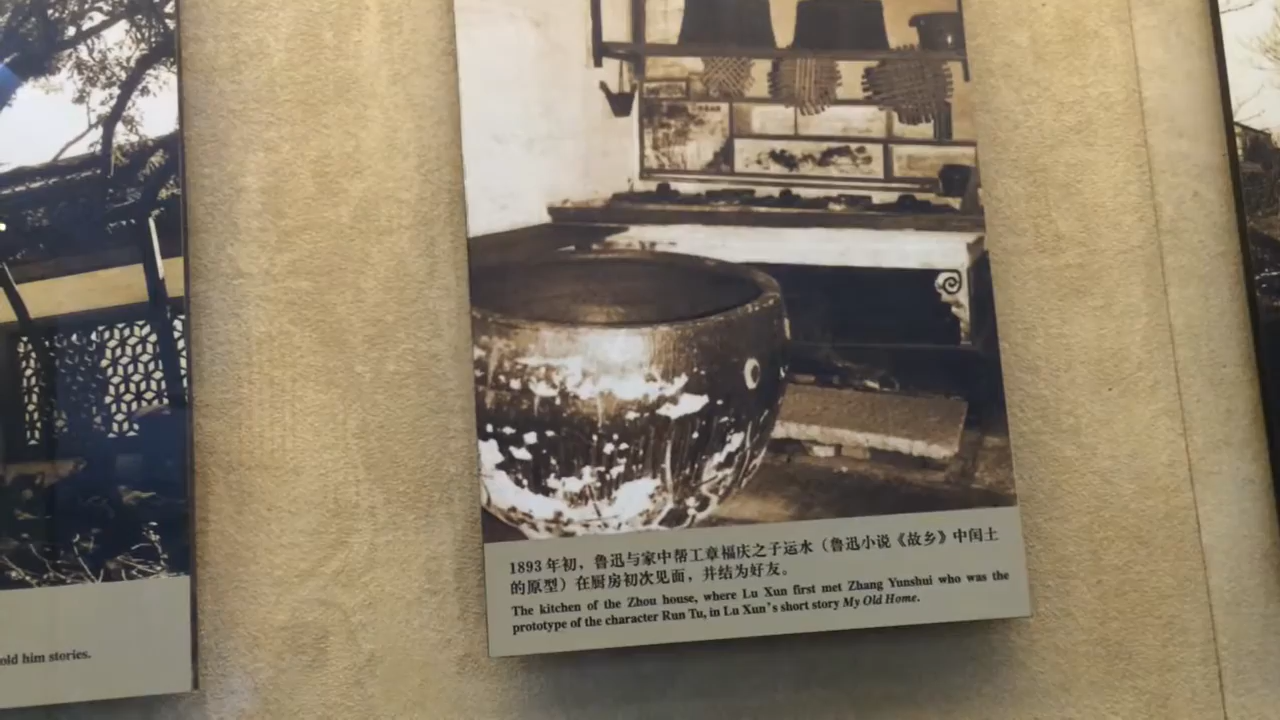 old him stories.
1893 年初，鲁迅与家中帮工章福庆之子运水（鲁迅小说《故乡》中闰土
的原型）在厨房初次见面，并结为好友。
The kitchen of the Zhou house, where Lu Xun first met Zhang Yunshui who was the
prototype of the character Run Tu, in Lu Xun's short story My Old Home.